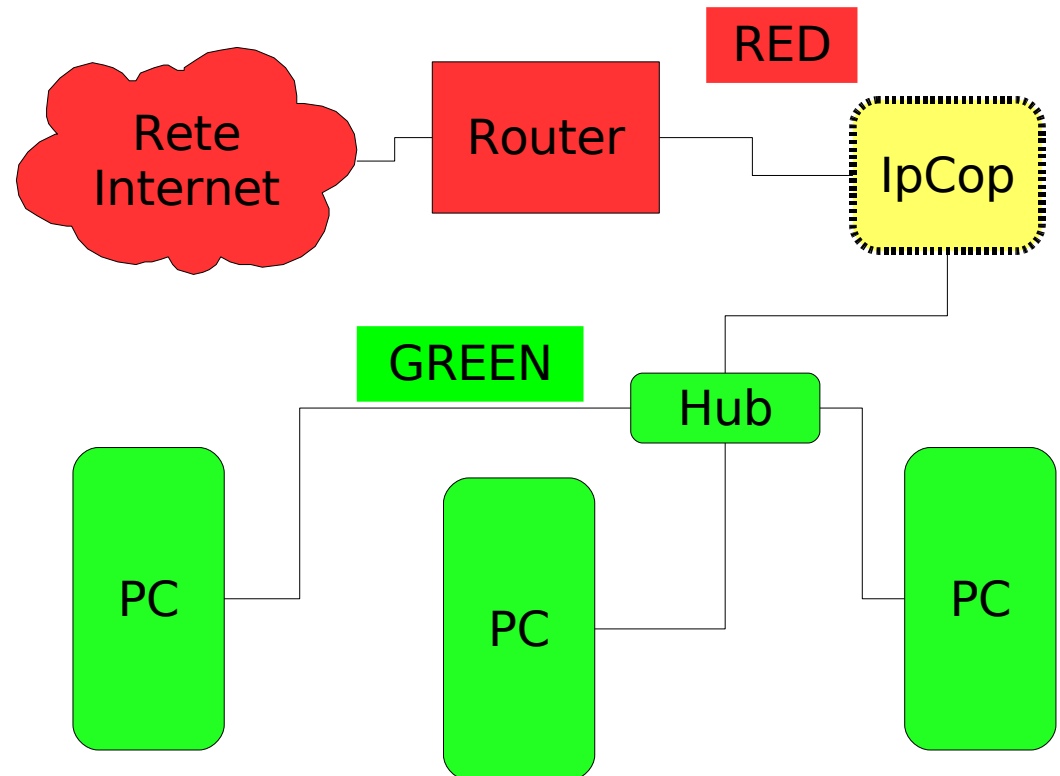 RED
Rete
Internet
Router
IpCop
GREEN
Hub
PC
PC
PC